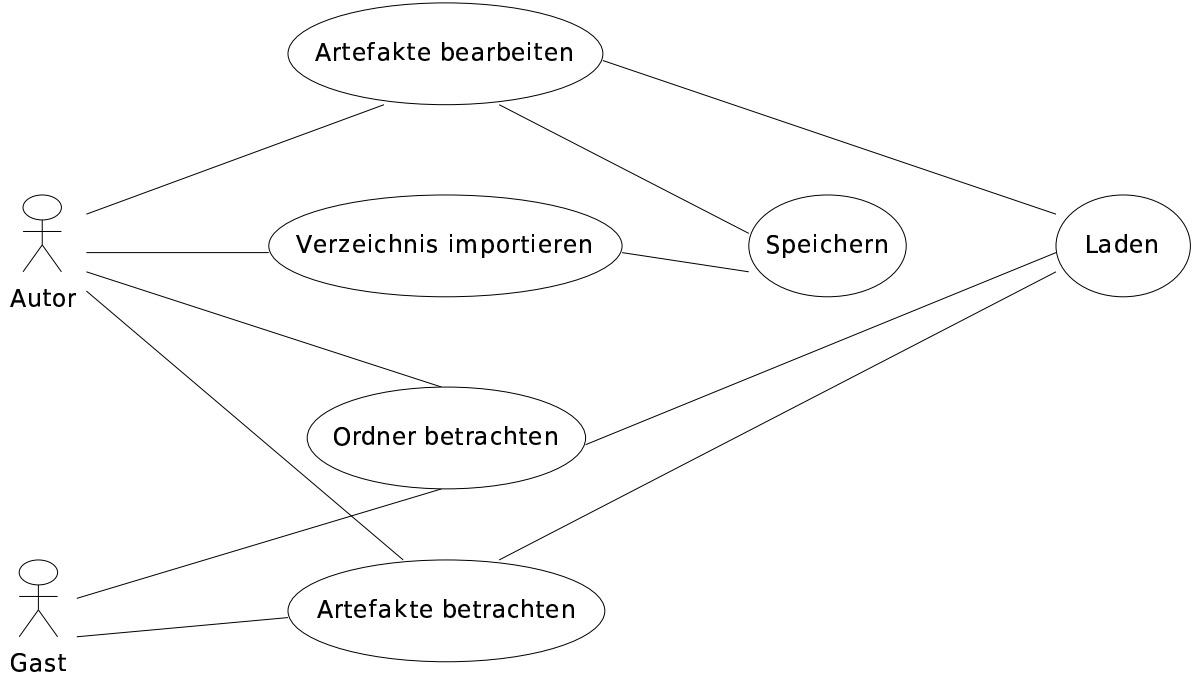 Artefakte bearbeiten
Verzeichnis importieren
Speichern
Laden
Autor
Ordner betrachten
Artefakte betrachten
Gast